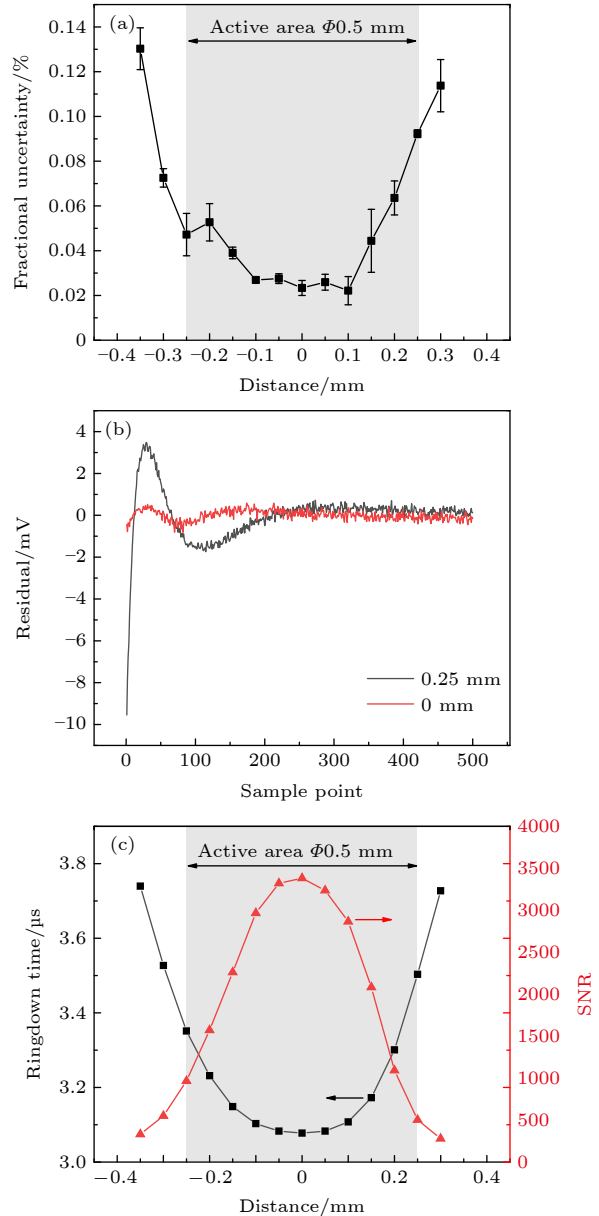 (a)
Active area Φ0.5 mm
Fractional uncertainty/%
0.14
0.12
0.10
0.08
0.06
0.04
0.02
0
−0.4 −0.3 −0.2 −0.1 0 0.1 0.2 0.3 0.4
Distance/mm
(b)
Residual/mV
4
2
0
−2
−4
−6
−8
−10
0.25 mm
0 mm
0 100 200 300 400 500
Sample point
(c)
Active area Φ0.5 mm
Ringdown time/µs
3.8
3.6
3.4
3.2
3.0
4000
3500
3000
2500
2000
1500
1000
500
0
SNR
−0.4 −0.2 0 0.2 0.4
Distance/mm